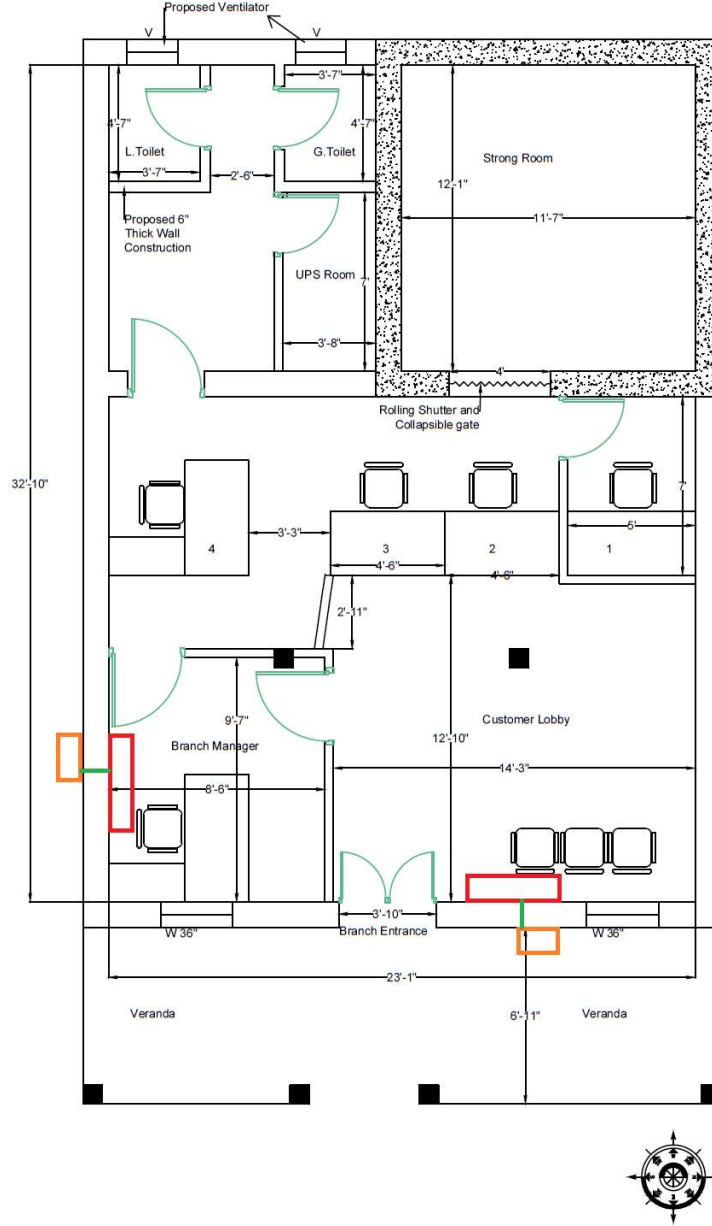 Proposed Ventilator
V
V
3'-7"
4'-7"
4'-7"
L.Toilet
G.Toilet
Strong Room
3'-7"
2'-6"
12'-1"
Proposed 6"
Thick Wall
Construction
11'-7"
UPS Room
7'
3'-8"
4'
Rolling Shutter and
Collapsible gate
32'-10"
7'
3'-3"
5'
4
3
2
1
4'-6"
4'-6"
2'-11"
9'-7"
Customer Lobby
Branch Manager
12'-10"
14'-3"
8'-6"
3'-10"
W 36"
Branch Entrance
W 36"
23'-1"
Veranda
6'-11"
Veranda